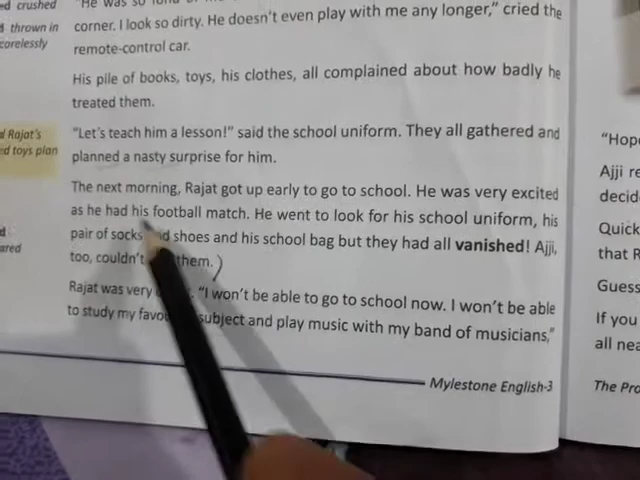 ed crushed
thrown in
carelessly
"He was so
corner. I look so dirty. He doesn't even play with me any longer," cried the
remote-control car.
His pile of books, toys, his clothes, all complained about how badly he
treated them.
Rajat's
ed toys plan
"Let's teach him a lesson!" said the school uniform. They all gathered and
planned a nasty surprise for him.
The next morning, Rajat got up early to go to school. He was very excited
as he had his football match. He went to look for his school uniform, his
pair of socks and shoes and his school bag but they had all vanished! Ajji,
too, couldn't them.
Rajat was very "I won't be able to go to school now. I won't be able
to study my subject and play music with my band of musicians,"
Mylestone English-3
"Hop
Ajji re
decid
Quick
that R
Guess
If you
all nea
The Pro